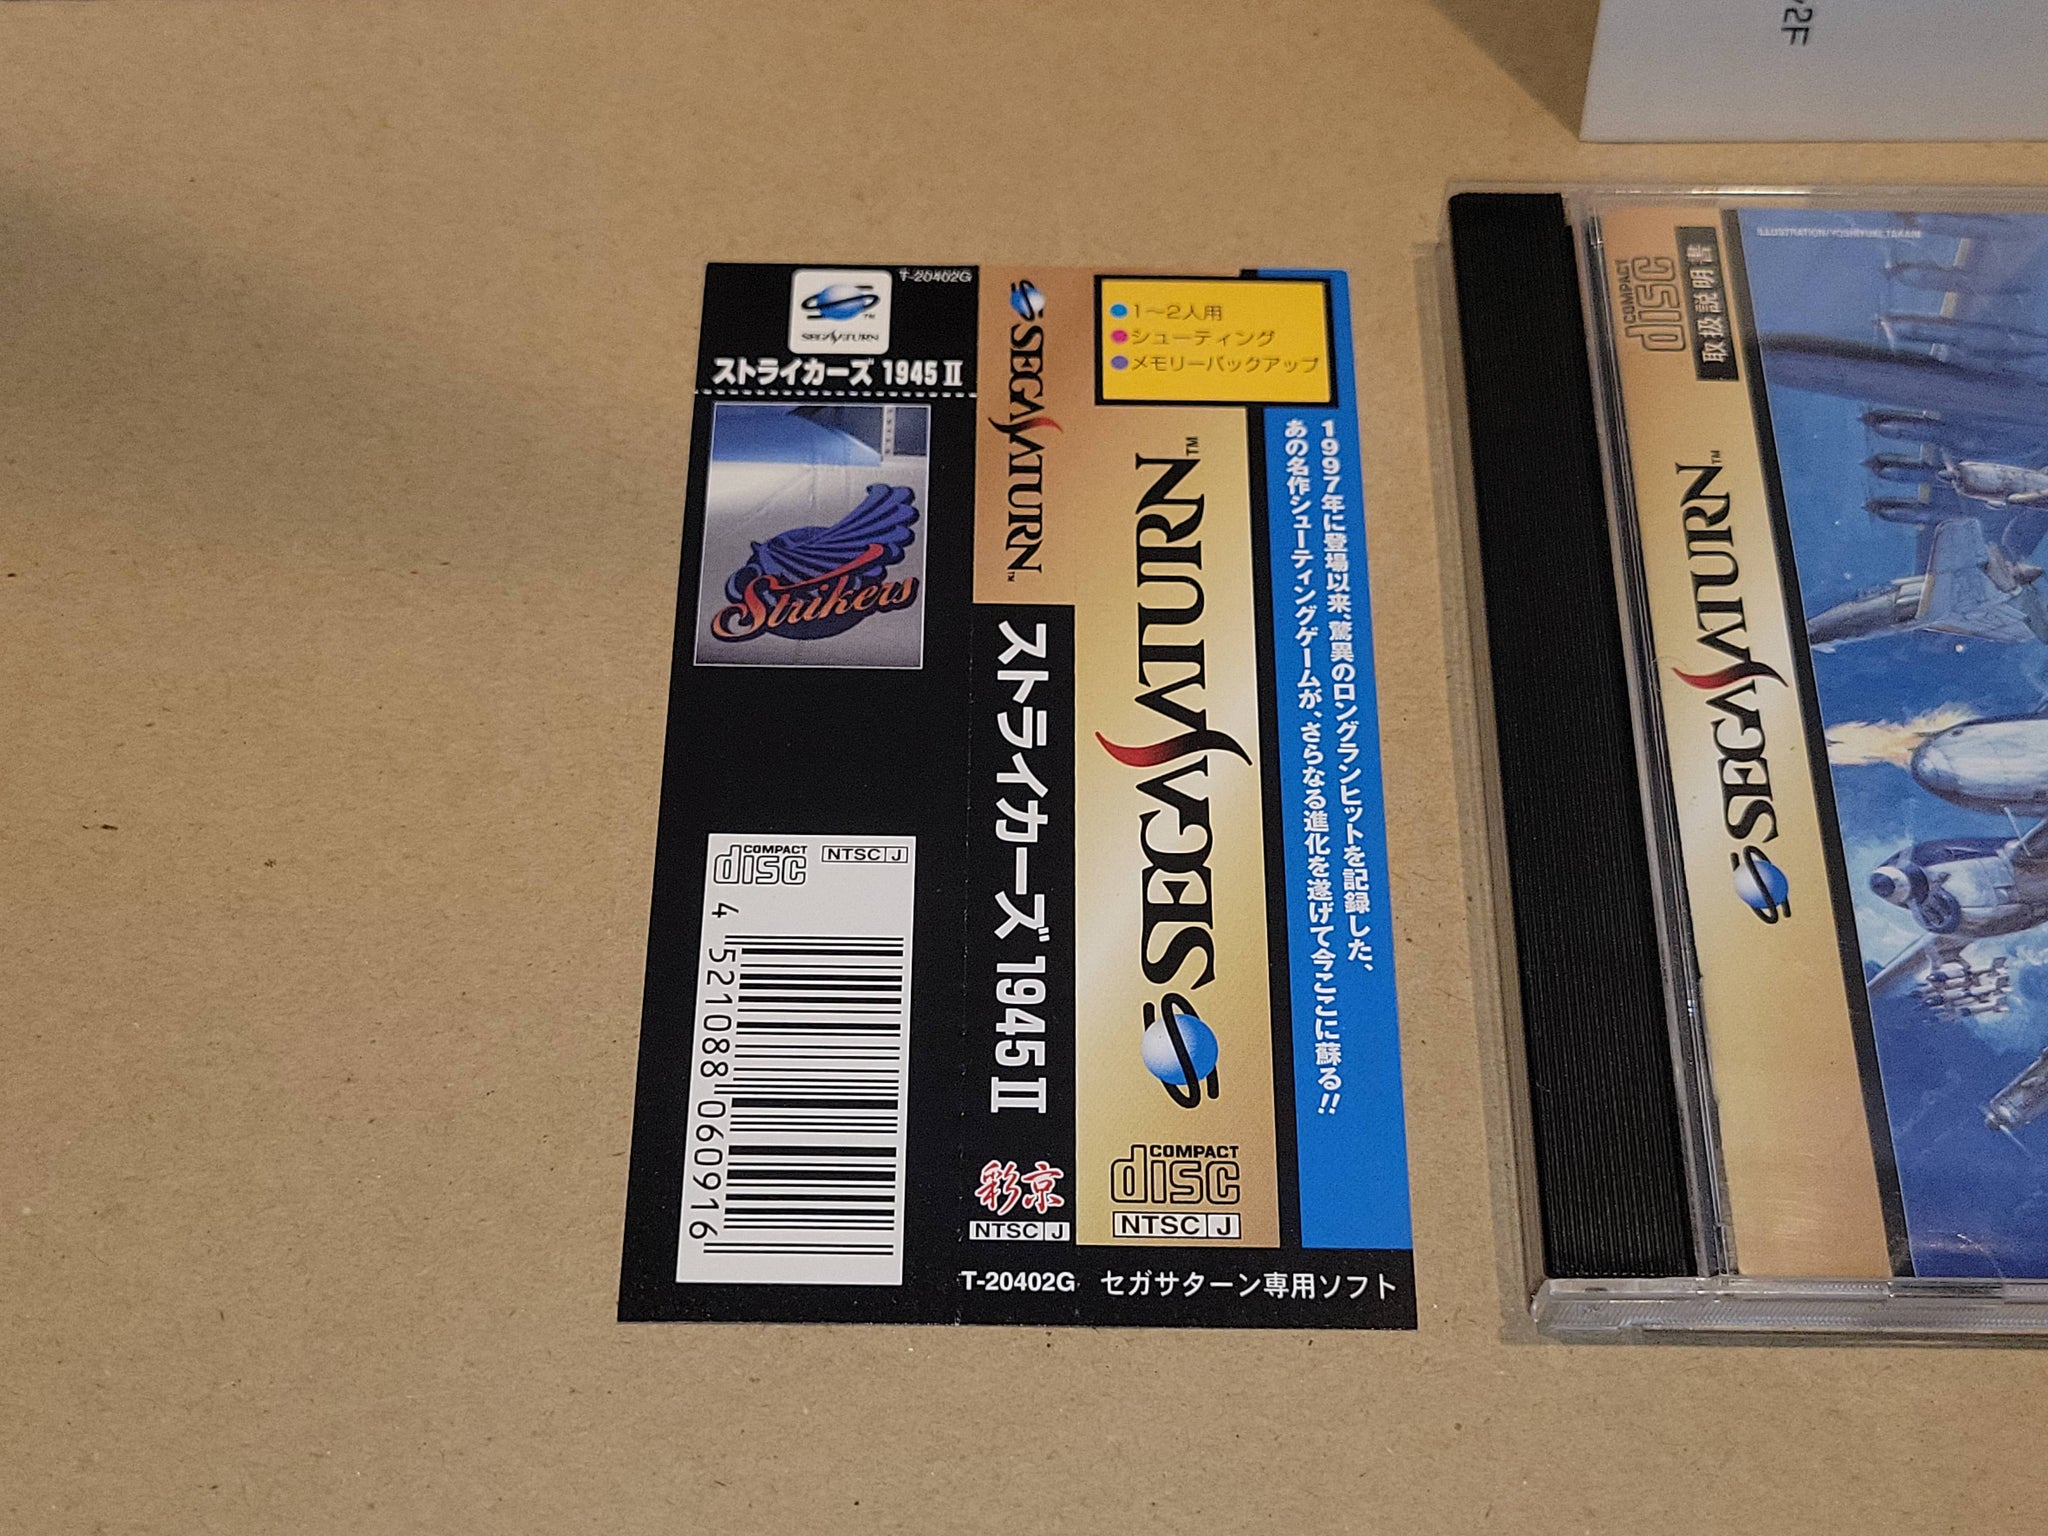 T-20402G
SEGA SATURN
TM
ストライカーズ 1945 II
Strikers
COMPACT
disc
NTSC J
4 521088 060916
SEGA SATURN™
ストライカーズ 1945 II
彩京
NTSC J
1〜2人用
シューティング
メモリーバックアップ
SEGA SATURN™
COMPACT
disc
NTSC J
1997年に登場以来、驚異のロングランヒットを記録した、
あの名作シューティングゲームが、さらなる進化を遂げて今ここに蘇る!!
T-20402G セガサターン専用ソフト
2F
COMPACT
disc
取扱説明書
SEGA SATURN™
ILLUSTRATION/YOSHIYUKI TAKANI